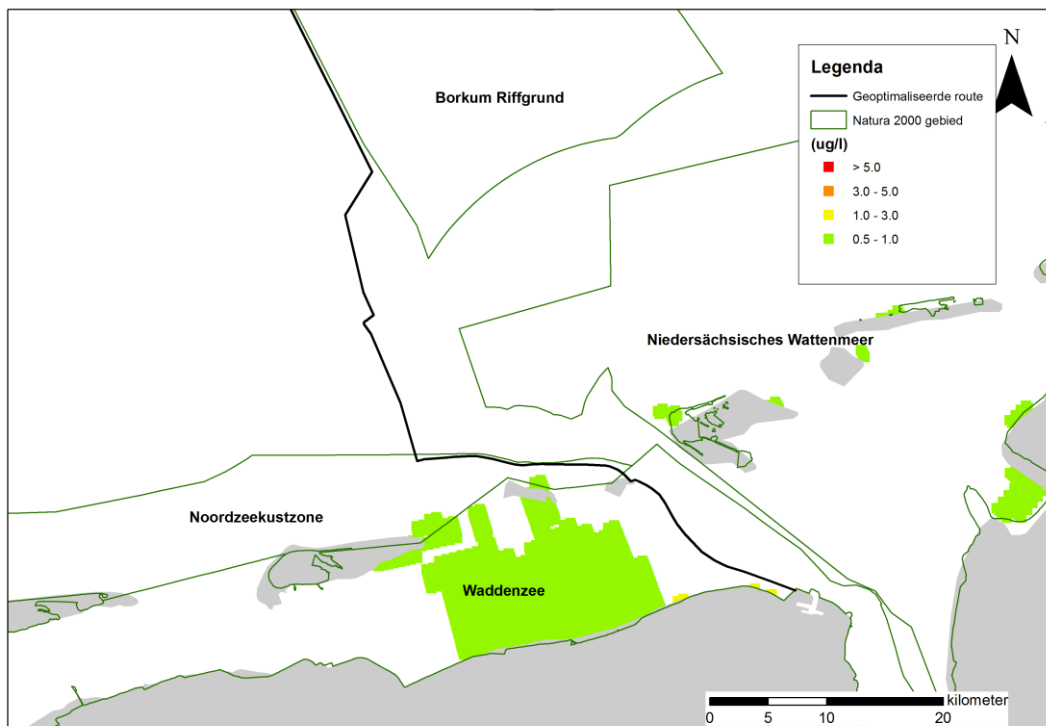 Borkum Riffgrund
N
Legenda
Geoptimaliseerde route
Natura 2000 gebied
(ug/l)
> 5.0
3.0 - 5.0
1.0 - 3.0
0.5 - 1.0
Niedersächsisches Wattenmeer
Noordzeekustzone
Waddenzee
kilometer
0 5 10 20